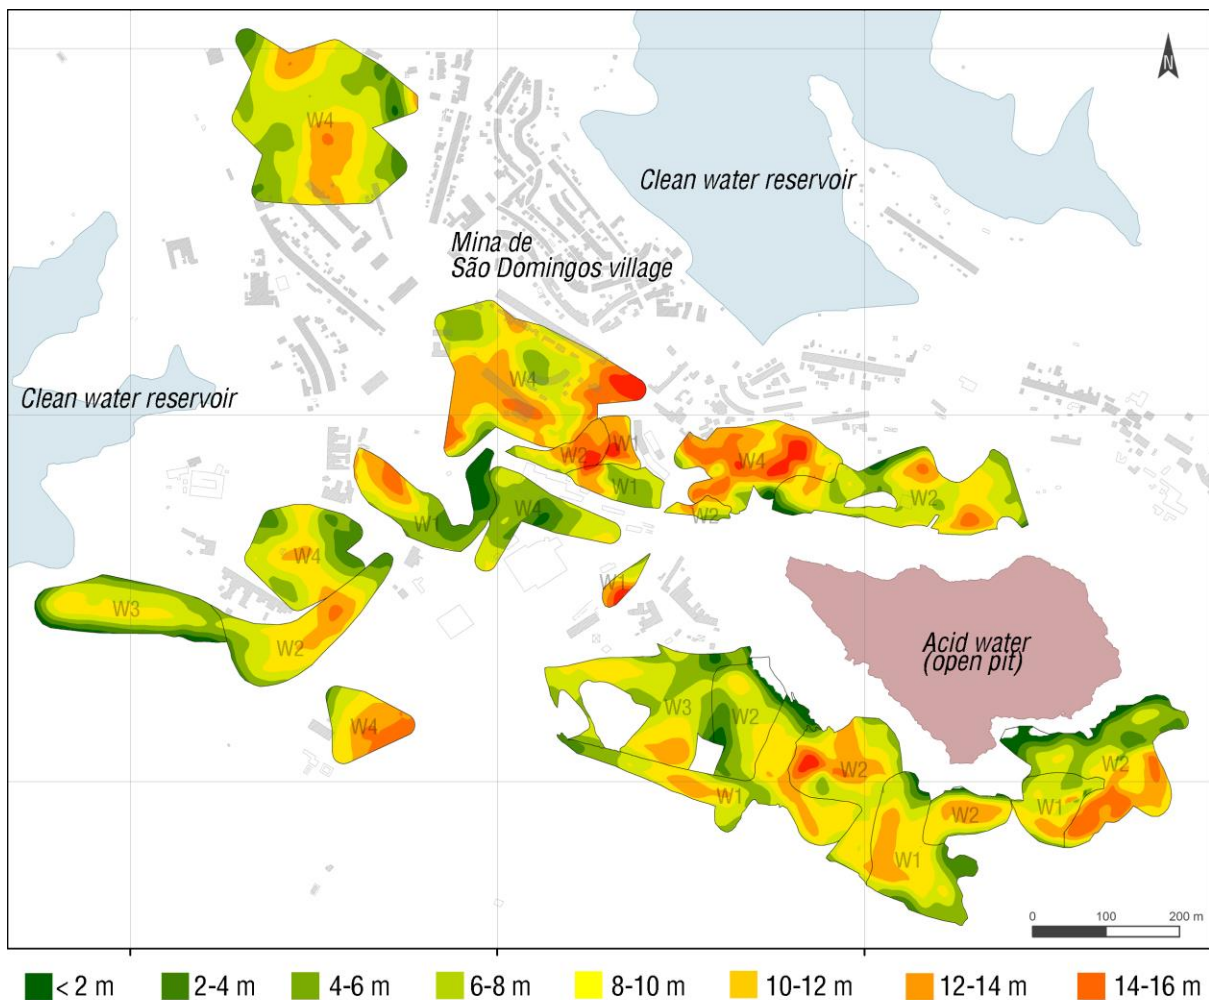 N
W4
Clean water reservoir
Mina de
São Domingos village
Clean water reservoir
W4
W1
W2
W4
W1
W2
W4
W1
W2
W4
W1
W3
W2
Acid water
(open pit)
W3
W2
W4
W2
W2
W1
W1
W2
W1
0 100 200 m
< 2 m 2-4 m 4-6 m 6-8 m 8-10 m 10-12 m 12-14 m 14-16 m